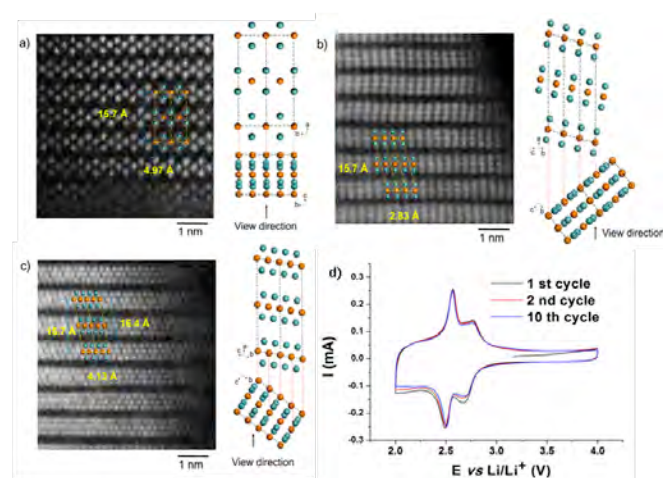 a)
15.7 Å
4.97 Å
1 nm
View direction
b)
15.7 Å
2.83 Å
1 nm
View direction
c)
15.7 Å
15.4 Å
4.13 Å
1 nm
View direction
d)
1 st cycle
2 nd cycle
10 th cycle
I (mA)
0.3
0.2
0.1
0.0
-0.1
-0.2
-0.3
2.0
2.5
3.0
3.5
4.0
E vs Li/Li⁺ (V)